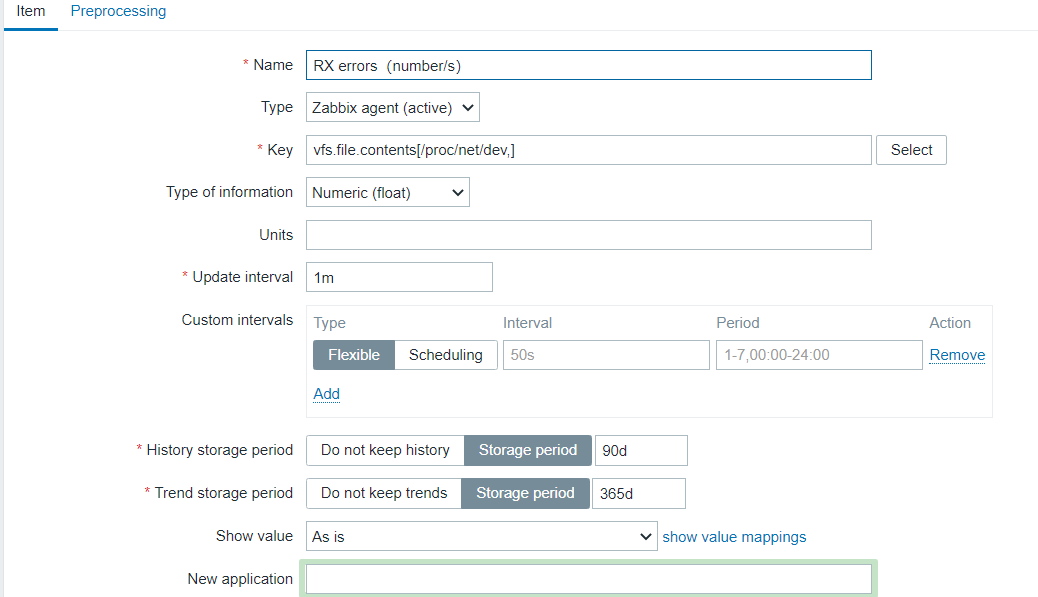 Item Preprocessing
* Name RX errors (number/s)
Type Zabbix agent (active)
* Key vfs.file.contents[/proc/net/dev,] Select
Type of information Numeric (float)
Units
* Update interval 1m
Custom intervals Type Interval Period Action
Flexible Scheduling 50s 1-7,00:00-24:00 Remove
Add
* History storage period Do not keep history Storage period 90d
* Trend storage period Do not keep trends Storage period 365d
Show value As is show value mappings
New application